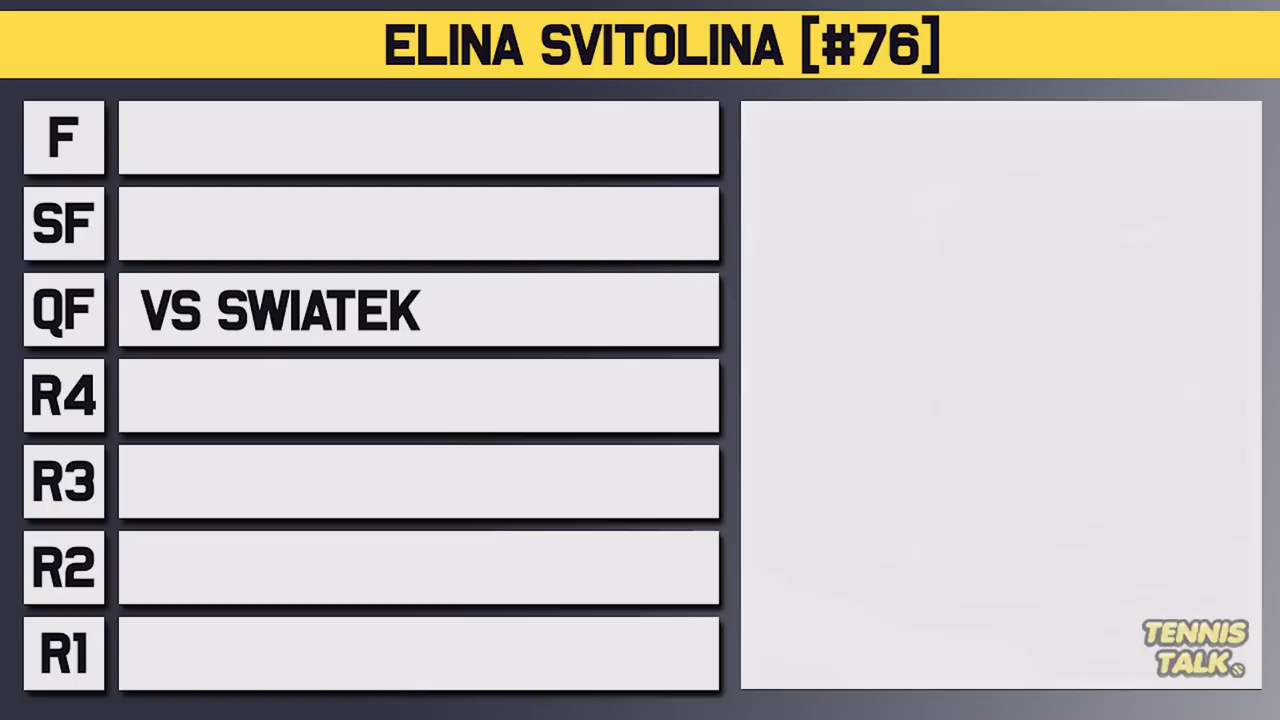 ELINA SVITOLINA [#76]
F
SF
QF VS SWIATEK
R4
R3
R2
R1
TENNIS
TALK